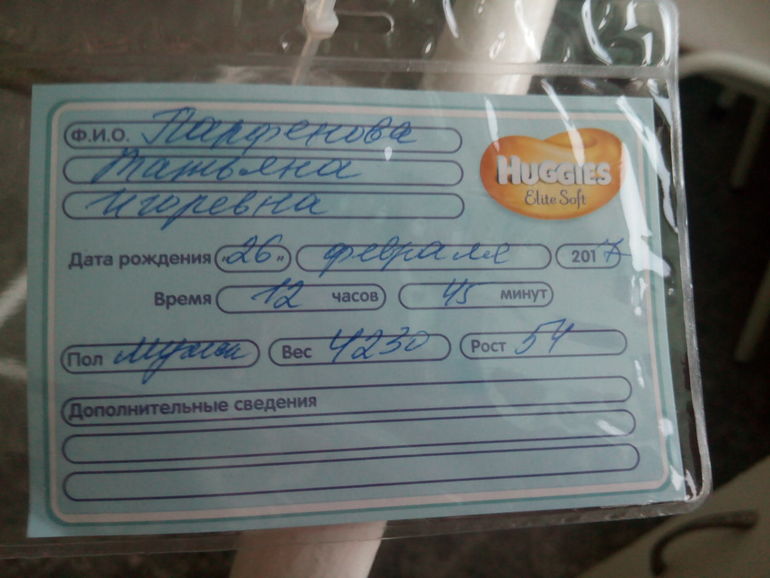 Ф.И.О. Парфенова
Татьяна
Игоревна
HUGGIES
Elite Soft
Дата рождения «26» февраля 2017
Время 12 часов 45 минут
Пол мужской Вес 4230 Рост 54
Дополнительные сведения